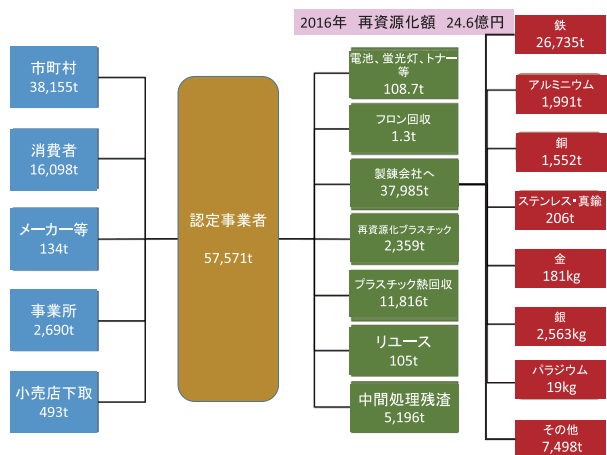 2016年 再資源化額 24.6億円
市町村
38,155t
消費者
16,098t
メーカー等
134t
事業所
2,690t
小売店下取
493t
認定事業者
57,571t
電池、蛍光灯、トナー
等
108.7t
フロン回収
1.3t
製錬会社へ
37,985t
再資源化プラスチック
2,359t
プラスチック熱回収
11,816t
リユース
105t
中間処理残渣
5,196t
鉄
26,735t
アルミニウム
1,991t
銅
1,552t
ステンレス・真鍮
206t
金
181kg
銀
2,563kg
パラジウム
19kg
その他
7,498t